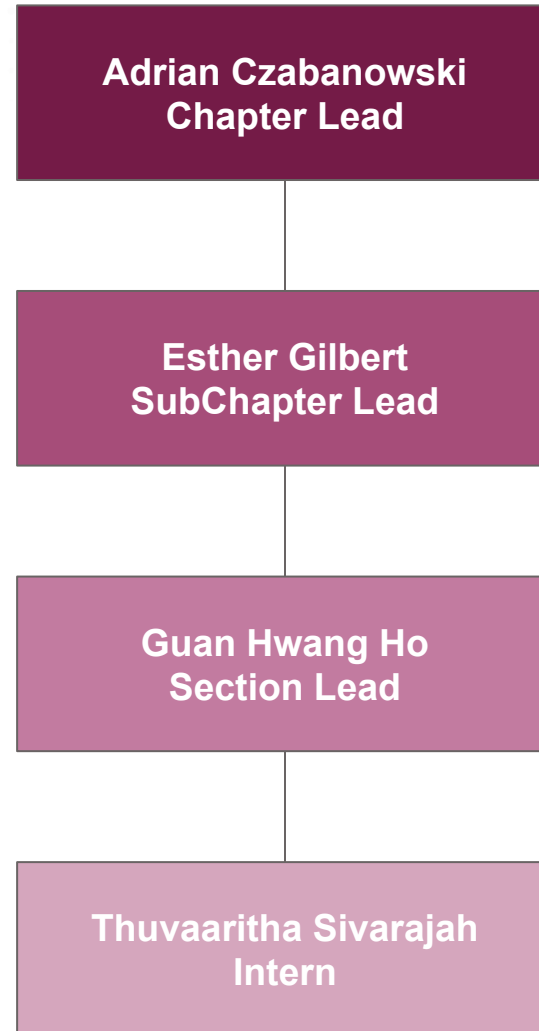 Adrian Czabanowski
Chapter Lead
Esther Gilbert
SubChapter Lead
Guan Hwang Ho
Section Lead
Thuvaaritha Sivarajah
Intern